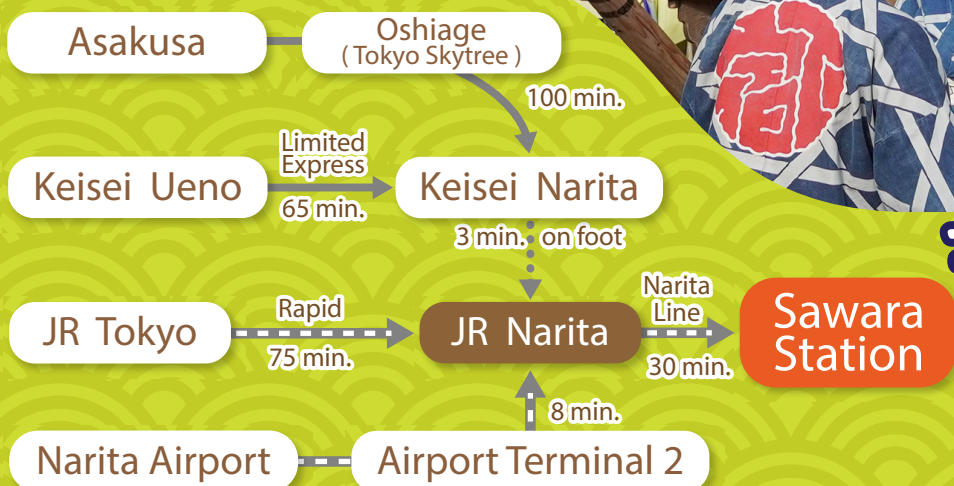 Asakusa
Oshiage
( Tokyo Skytree )
100 min.
Keisei Ueno
Limited
Express
65 min.
Keisei Narita
3 min. on foot
JR Tokyo
Rapid
75 min.
JR Narita
Narita
Line
30 min.
Sawara
Station
8 min.
Narita Airport
Airport Terminal 2